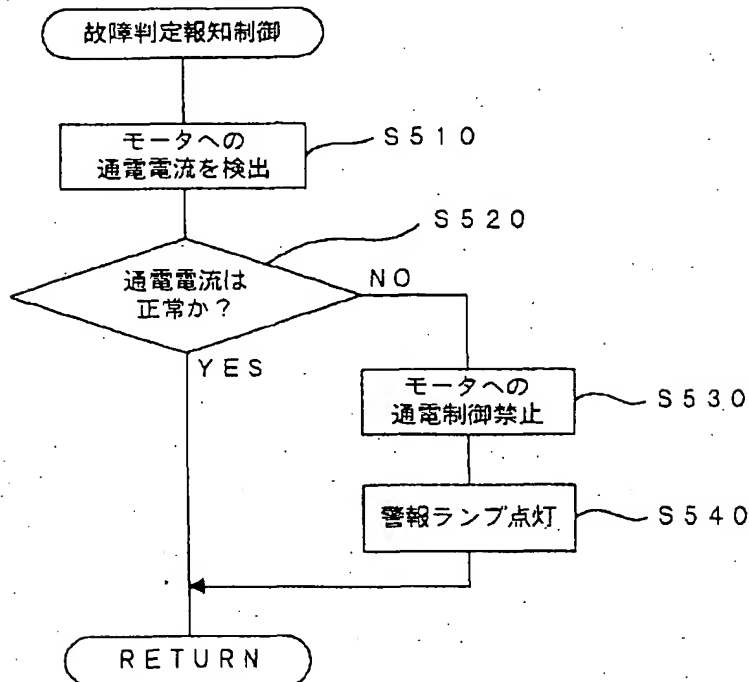 故障判定報知制御
モータへの
通電電流を検出
S510
S520
通電電流は
正常か？
NO
YES
モータへの
通電制御禁止
S530
警報ランプ点灯
S540
RETURN